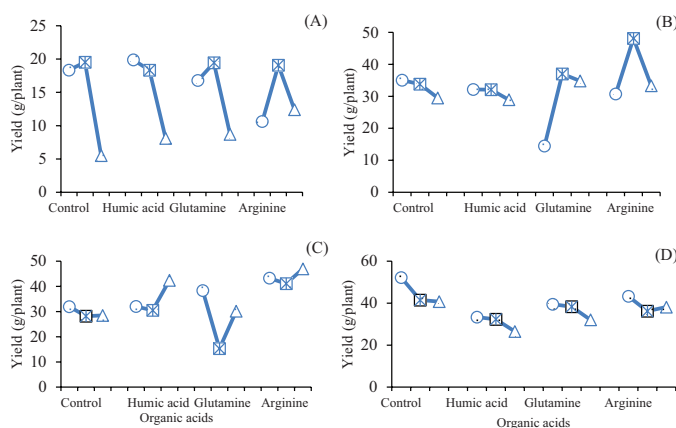 (A)
Yield (g/plant)
25
20
15
10
5
0
Control Humic acid Glutamine Arginine
(B)
Yield (g/plant)
50
40
30
20
10
0
Control Humic acid Glutamine Arginine
(C)
Yield (g/plant)
50
40
30
20
10
0
Control Humic acid Glutamine Arginine
Organic acids
(D)
Yield (g/plant)
60
40
20
0
Control Humic acid Glutamine Arginine
Organic acids